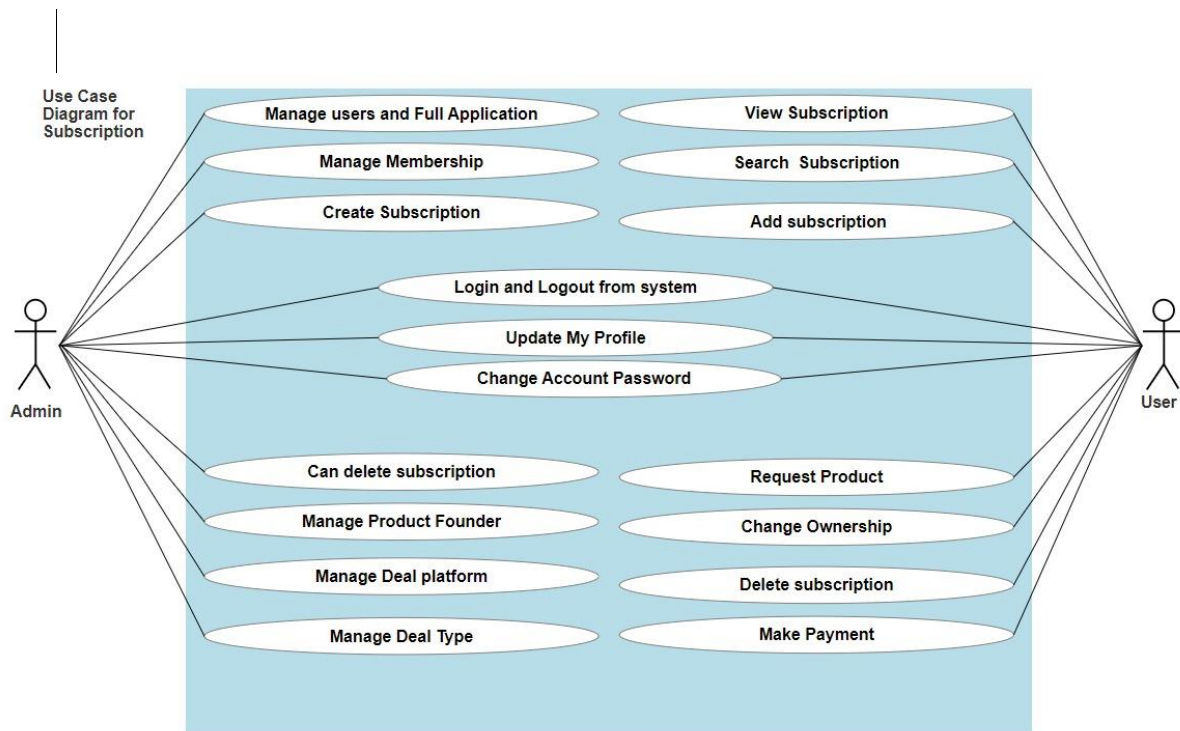 Use Case
Diagram for
Subscription
Manage users and Full Application
View Subscription
Manage Membership
Search Subscription
Create Subscription
Add subscription
Login and Logout from system
Update My Profile
Change Account Password
Admin
User
Can delete subscription
Request Product
Manage Product Founder
Change Ownership
Manage Deal platform
Delete subscription
Manage Deal Type
Make Payment